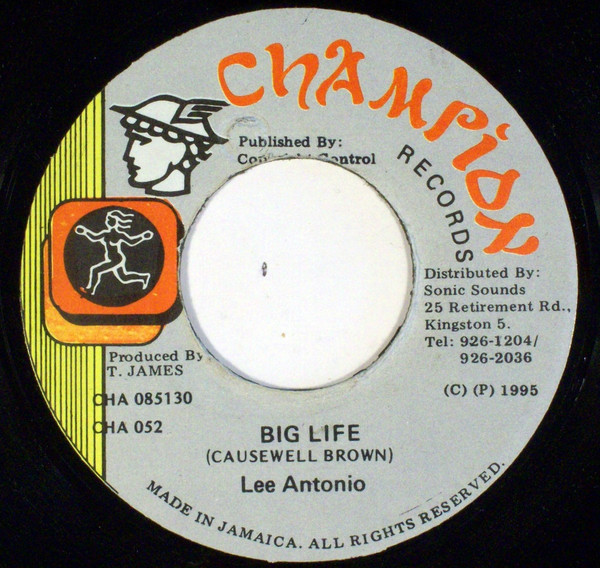 CHAMPION
RECORDS
Published By:
Copyright Control
Distributed By:
Sonic Sounds
25 Retirement Rd.,
Kingston 5.
Tel: 926-1204/
926-2036
Produced By
T. JAMES
(C) (P) 1995
CHA 085130
CHA 052
BIG LIFE
(CAUSEWELL BROWN)
Lee Antonio
MADE IN JAMAICA. ALL RIGHTS RESERVED.